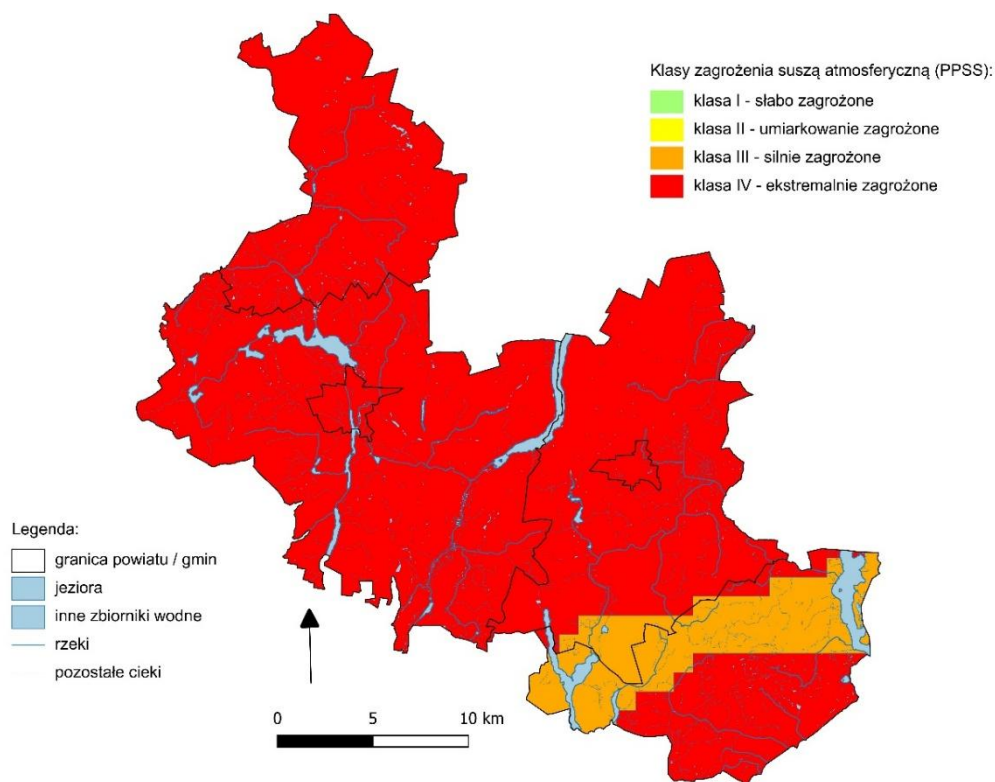 Klasy zagrożenia suszą atmosferyczną (PPSS):
klasa I - słabo zagrożone
klasa II - umiarkowanie zagrożone
klasa III - silnie zagrożone
klasa IV - ekstremalnie zagrożone
Legenda:
granica powiatu / gmin
jeziora
inne zbiorniki wodne
rzeki
pozostałe cieki
0 5 10 km